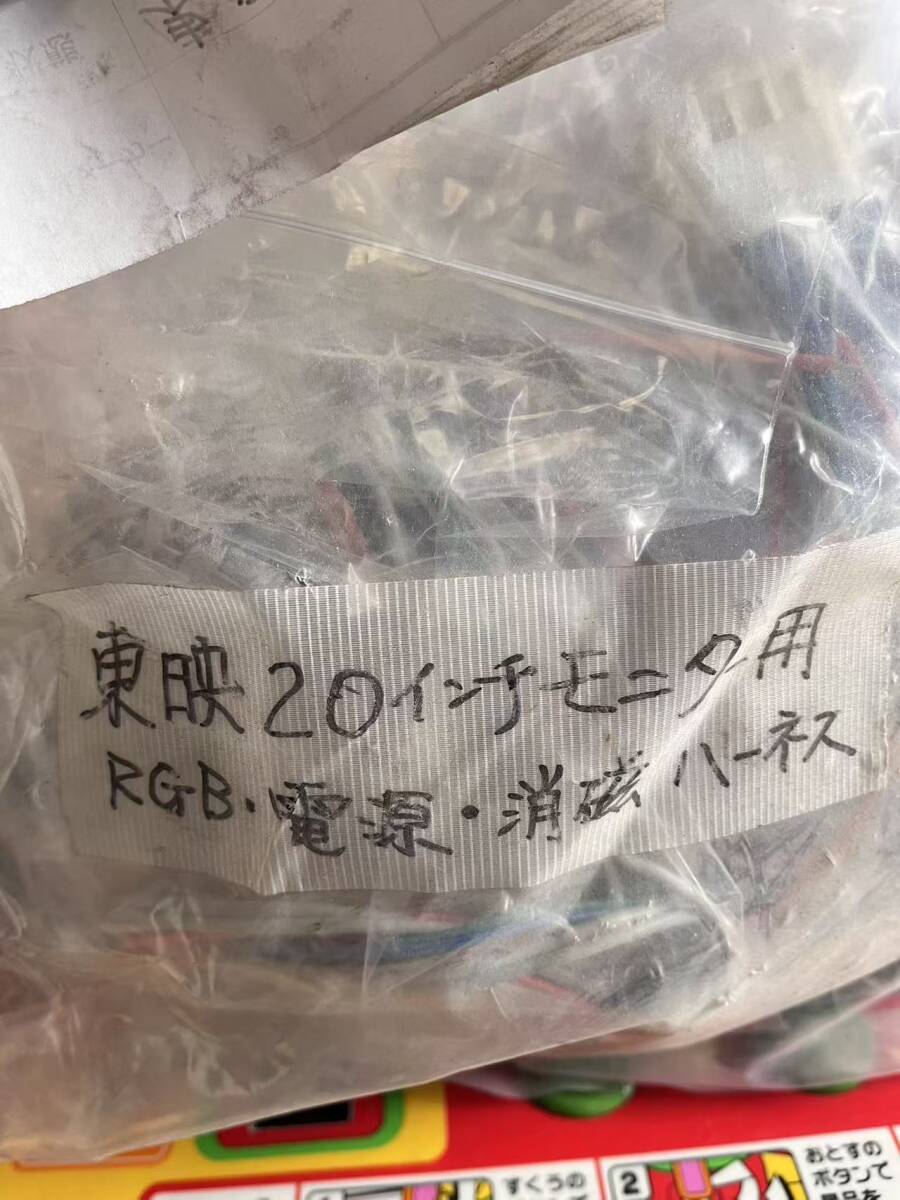 東映20インチモニタ用
RGB・電源・消磁ハーネス
すくうの
2
おとすの
ボタンで